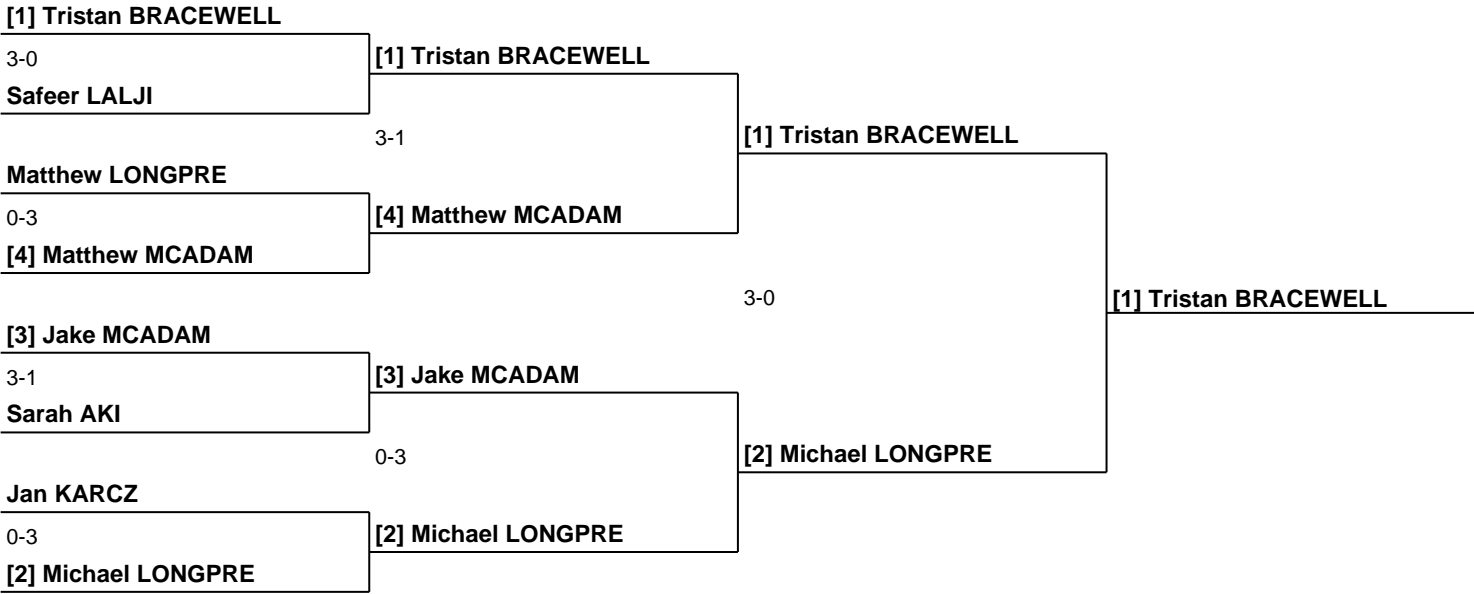 [1] Tristan BRACEWELL
3-0
Safeer LALJI
[1] Tristan BRACEWELL
3-1
Matthew LONGPRE
0-3
[4] Matthew MCADAM
[4] Matthew MCADAM
[1] Tristan BRACEWELL
3-0
[3] Jake MCADAM
3-1
Sarah AKI
[3] Jake MCADAM
0-3
Jan KARCZ
0-3
[2] Michael LONGPRE
[2] Michael LONGPRE
[2] Michael LONGPRE
[1] Tristan BRACEWELL